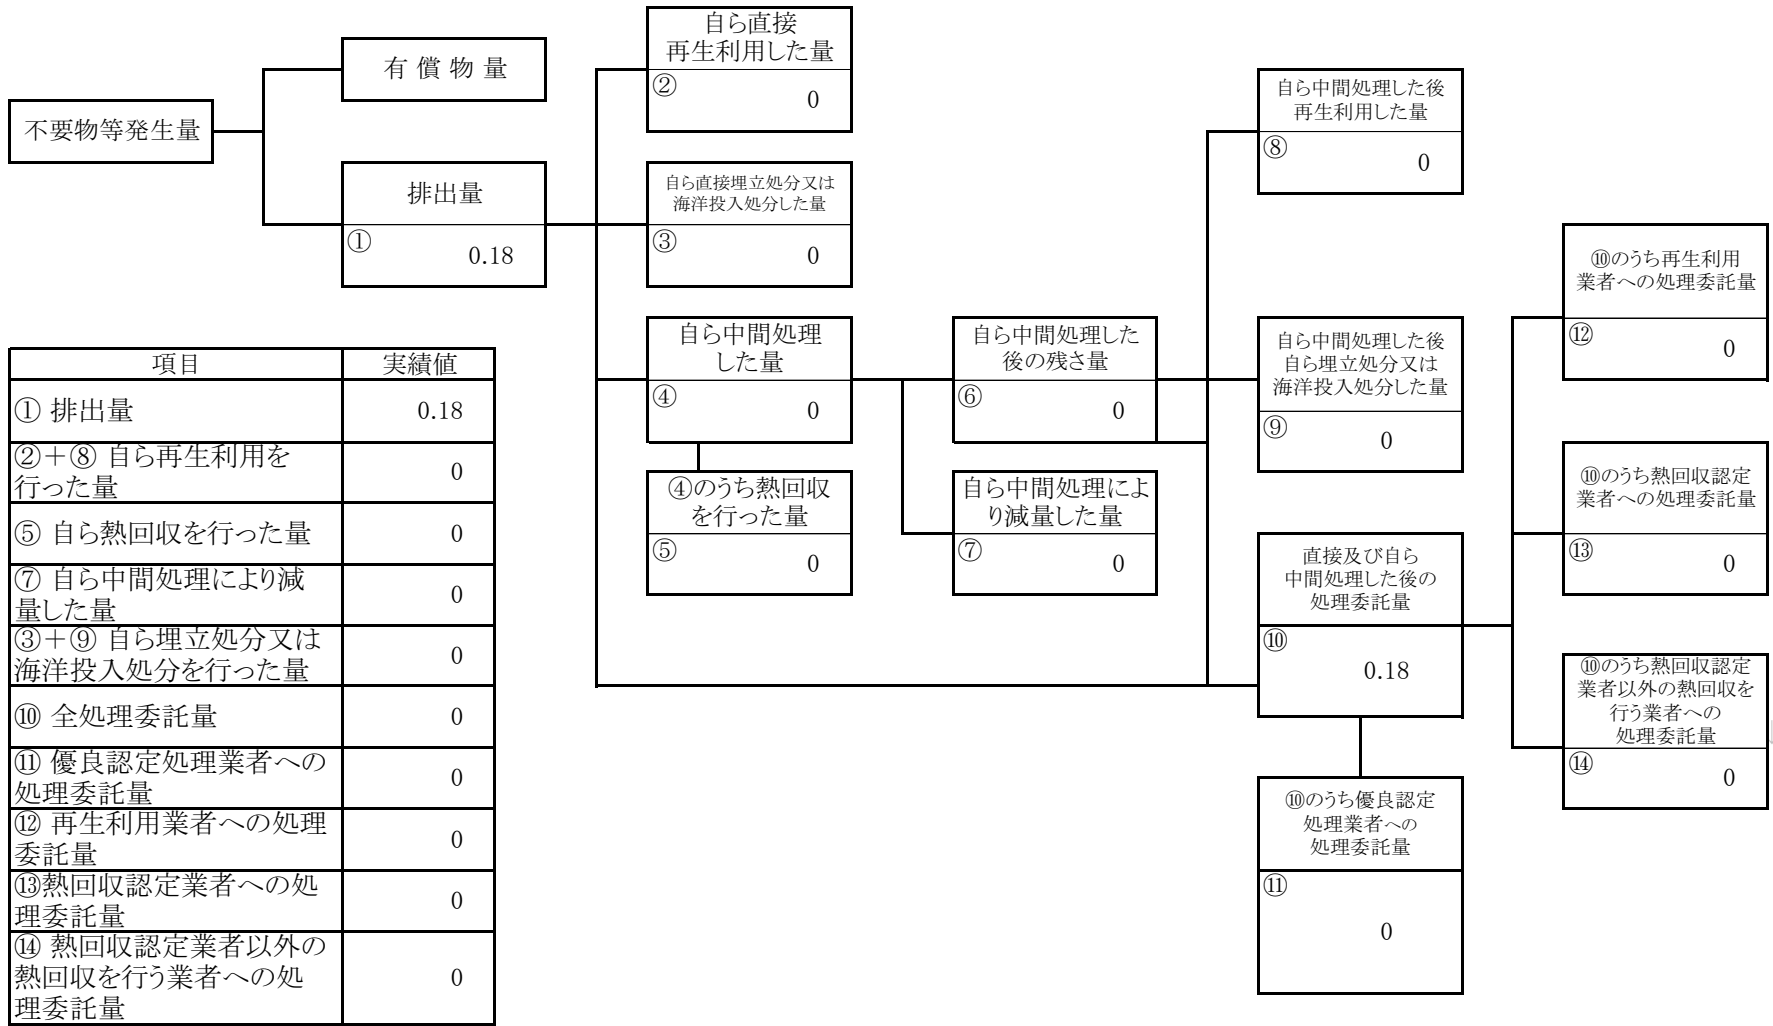 不要物等発生量
有償物量
排出量
①
0.18
自ら直接
再生利用した量
②
0
自ら直接埋立処分又は
海洋投入処分した量
③
0
自ら中間処理
した量
④
0
④のうち熱回収
を行った量
⑤
0
自ら中間処理した
後の残さ量
⑥
0
自ら中間処理によ
り減量した量
⑦
0
自ら中間処理した後
再生利用した量
⑧
0
自ら中間処理した後
自ら埋立処分又は
海洋投入処分した量
⑨
0
直接及び自ら
中間処理した後の
処理委託量
⑩
0.18
⑩のうち優良認定
処理業者への
処理委託量
⑪
0
⑩のうち再生利用
業者への処理委託量
⑫
0
⑩のうち熱回収認定
業者への処理委託量
⑬
0
⑩のうち熱回収認定
業者以外の熱回収を
行う業者への
処理委託量
⑭
0
項目 実績値
① 排出量 0.18
②+⑧ 自ら再生利用を
行った量 0
⑤ 自ら熱回収を行った量 0
⑦ 自ら中間処理により減
量した量 0
③+⑨ 自ら埋立処分又は
海洋投入処分を行った量 0
⑩ 全処理委託量 0
⑪ 優良認定処理業者への
処理委託量 0
⑫ 再生利用業者への処理
委託量 0
⑬熱回収認定業者への処
理委託量 0
⑭ 熱回収認定業者以外の
熱回収を行う業者への処 0
理委託量